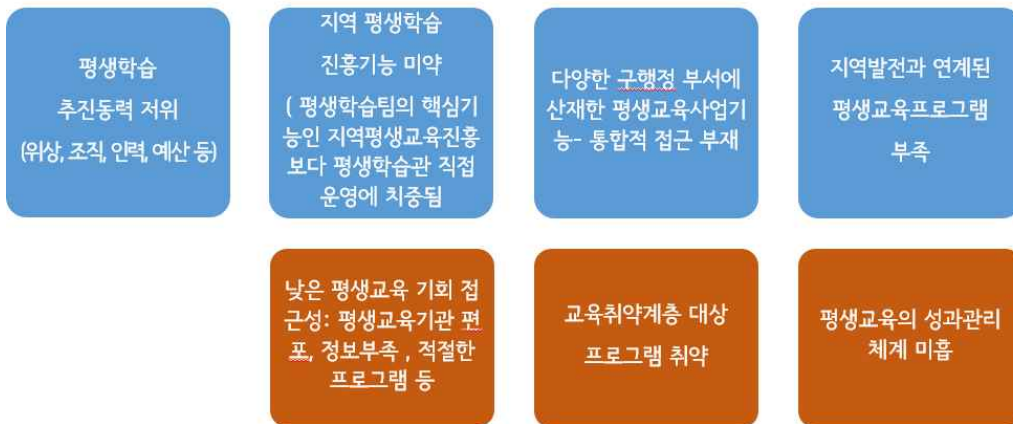 평생학습
추진동력 저위
(위상, 조직, 인력, 예산 등)
지역 평생학습
진흥기능 미약
( 평생학습팀의 핵심기
능인 지역평생교육진흥
보다 평생학습관 직접
운영에 치중됨
다양한 구행정 부서에
산재한 평생교육사업기
능- 통합적 접근 부재
지역발전과 연계된
평생교육프로그램
부족
낮은 평생교육 기회 접
근성: 평생교육기관 편
포, 정보부족 , 적절한
프로그램 등
교육취약계층 대상
프로그램 취약
평생교육의 성과관리
체계 미흡